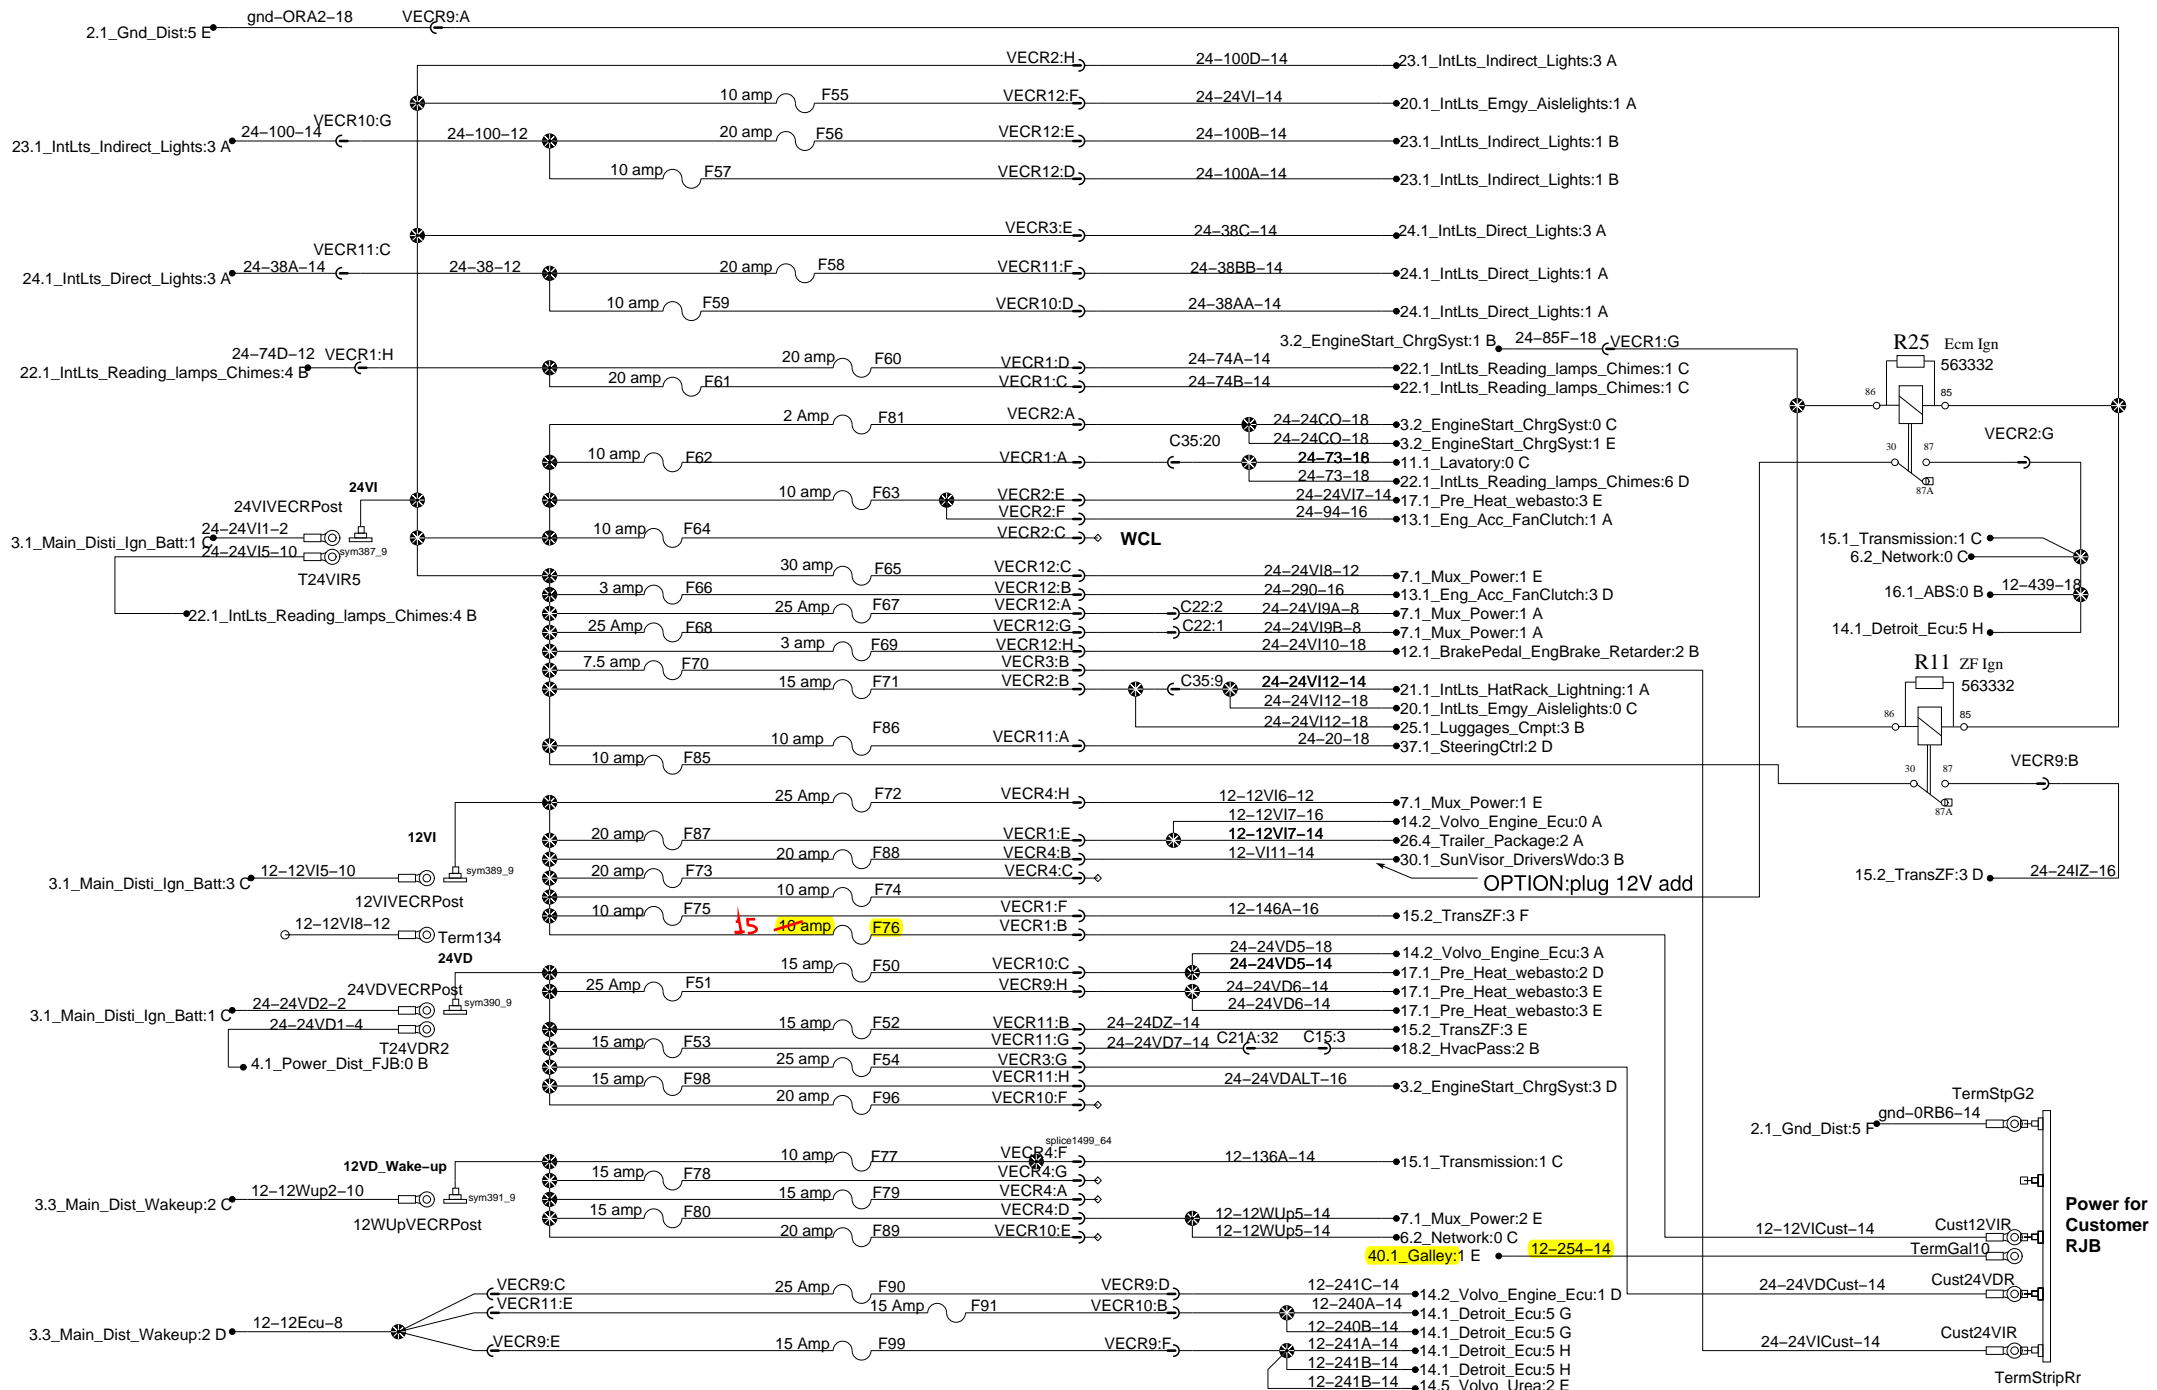 gnd-ORA2-18 VECR9:A
2.1_Gnd_Dist:5 E
VECR2:H 24-100D-14 23.1_IntLts_Indirect_Lights:3 A
10 amp F55 VECR12:F 24-24VI-14 20.1_IntLts_Emgy_Aislelights:1 A
23.1_IntLts_Indirect_Lights:3 A 24-100-14 VECR10:G 24-100-12 20 amp F56 VECR12:E 24-100B-14 23.1_IntLts_Indirect_Lights:1 B
10 amp F57 VECR12:D 24-100A-14 23.1_IntLts_Indirect_Lights:1 B
VECR3:E 24-38C-14 24.1_IntLts_Direct_Lights:3 A
24.1_IntLts_Direct_Lights:3 A 24-38A-14 VECR11:C 24-38-12 20 amp F58 VECR11:F 24-38BB-14 24.1_IntLts_Direct_Lights:1 A
10 amp F59 VECR10:D 24-38AA-14 24.1_IntLts_Direct_Lights:1 A
3.2_EngineStart_ChrgSyst:1 B 24-85F-18 VECR1:G
R25 Ecm Ign
563332
86 85
30 87
87A
VECR2:G
22.1_IntLts_Reading_lamps_Chimes:4 B 24-74D-12 VECR1:H 20 amp F60 VECR1:D 24-74A-14 22.1_IntLts_Reading_lamps_Chimes:1 C
20 amp F61 VECR1:C 24-74B-14 22.1_IntLts_Reading_lamps_Chimes:1 C
2 Amp F81 VECR2:A 24-24CO-18 3.2_EngineStart_ChrgSyst:0 C
24-24CO-18 3.2_EngineStart_ChrgSyst:1 E
10 amp F62 VECR1:A C35:20 24-73-16 11.1_Lavatory:0 C
24-73-18 22.1_IntLts_Reading_lamps_Chimes:6 D
10 amp F63 VECR2:E 24-24VI7-14 17.1_Pre_Heat_webasto:3 E
VECR2:F 24-94-16 13.1_Eng_Acc_FanClutch:1 A
10 amp F64 VECR2:C WCL
24VI
24VIVECRPost
3.1_Main_Disti_Ign_Batt:1 C 24-24VI1-2
24-24VI5-10 sym387_9
T24VIR5
22.1_IntLts_Reading_lamps_Chimes:4 B
15.1_Transmission:1 C
6.2_Network:0 C
16.1_ABS:0 B 12-439-18
14.1_Detroit_Ecu:5 H
30 amp F65 VECR12:C 24-24VI8-12 7.1_Mux_Power:1 E
3 amp F66 VECR12:B 24-290-16 13.1_Eng_Acc_FanClutch:3 D
25 Amp F67 VECR12:A C22:2 24-24VI9A-8 7.1_Mux_Power:1 A
25 Amp F68 VECR12:G C22:1 24-24VI9B-8 7.1_Mux_Power:1 A
3 amp F69 VECR12:H 24-24VI10-18 12.1_BrakePedal_EngBrake_Retarder:2 B
7.5 amp F70 VECR3:B
15 amp F71 VECR2:B C35:9 24-24VI12-14 21.1_IntLts_HatRack_Lightning:1 A
24-24VI12-18 20.1_IntLts_Emgy_Aislelights:0 C
24-24VI12-18 25.1_Luggages_Cmpt:3 B
10 amp F86 VECR11:A 24-20-18 37.1_SteeringCtrl:2 D
10 amp F85
R11 ZF Ign
563332
86 85
30 87
87A
VECR9:B
15.2_TransZF:3 D 24-24IZ-16
25 Amp F72 VECR4:H 12-12VI6-12 7.1_Mux_Power:1 E
12-12VI7-16 14.2_Volvo_Engine_Ecu:0 A
20 amp F87 VECR1:E 12-12VI7-14 26.4_Trailer_Package:2 A
20 amp F88 VECR4:B 12-VI11-14 30.1_SunVisor_DriversWdo:3 B
20 amp F73 VECR4:C
OPTION:plug 12V add
10 amp F74
10 amp F75 VECR1:F 12-146A-16 15.2_TransZF:3 F
15 10 amp F76 VECR1:B
12VI
3.1_Main_Disti_Ign_Batt:3 C 12-12VI5-10 sym389_9
12VIVECRPost
12-12VI8-12 Term134
24VD
24VDVECRPost
3.1_Main_Disti_Ign_Batt:1 C 24-24VD2-2 sym390_9
24-24VD1-4
T24VDR2
4.1_Power_Dist_FJB:0 B
24-24VD5-18 14.2_Volvo_Engine_Ecu:3 A
15 amp F50 VECR10:C 24-24VD5-14 17.1_Pre_Heat_webasto:2 D
25 Amp F51 VECR9:H 24-24VD6-14 17.1_Pre_Heat_webasto:3 E
24-24VD6-14 17.1_Pre_Heat_webasto:3 E
15 amp F52 VECR11:B 24-24DZ-14 15.2_TransZF:3 E
15 amp F53 VECR11:G 24-24VD7-14 C21A:32 C15:3 18.2_HvacPass:2 B
25 amp F54 VECR3:G
15 amp F98 VECR11:H 24-24VDALT-16 3.2_EngineStart_ChrgSyst:3 D
20 amp F96 VECR10:F
splice1499_64
10 amp F77 VECR4:F 12-136A-14 15.1_Transmission:1 C
15 amp F78 VECR4:G
15 amp F79 VECR4:A
15 amp F80 VECR4:D 12-12WUp5-14 7.1_Mux_Power:2 E
20 amp F89 VECR10:E 12-12WUp5-14 6.2_Network:0 C
12VD_Wake-up
3.3_Main_Dist_Wakeup:2 C 12-12Wup2-10 sym391_9
12WUpVECRPost
40.1_Galley:1 E 12-254-14 TermGal10
TermStpG2
2.1_Gnd_Dist:5 F gnd-0RB6-14
12-12VICust-14 Cust12VIR
24-24VDCust-14 Cust24VDR
24-24VICust-14 Cust24VIR
TermStripRr
Power for
Customer
RJB
3.3_Main_Dist_Wakeup:2 D 12-12Ecu-8
VECR9:C 25 Amp F90 VECR9:D 12-241C-14 14.2_Volvo_Engine_Ecu:1 D
VECR11:E 15 Amp F91 VECR10:B 12-240A-14 14.1_Detroit_Ecu:5 G
12-240B-14 14.1_Detroit_Ecu:5 G
VECR9:E 15 Amp F99 VECR9:F 12-241A-14 14.1_Detroit_Ecu:5 H
12-241B-14 14.1_Detroit_Ecu:5 H
12-241B-14 14.5_Volvo_Urea:2 E